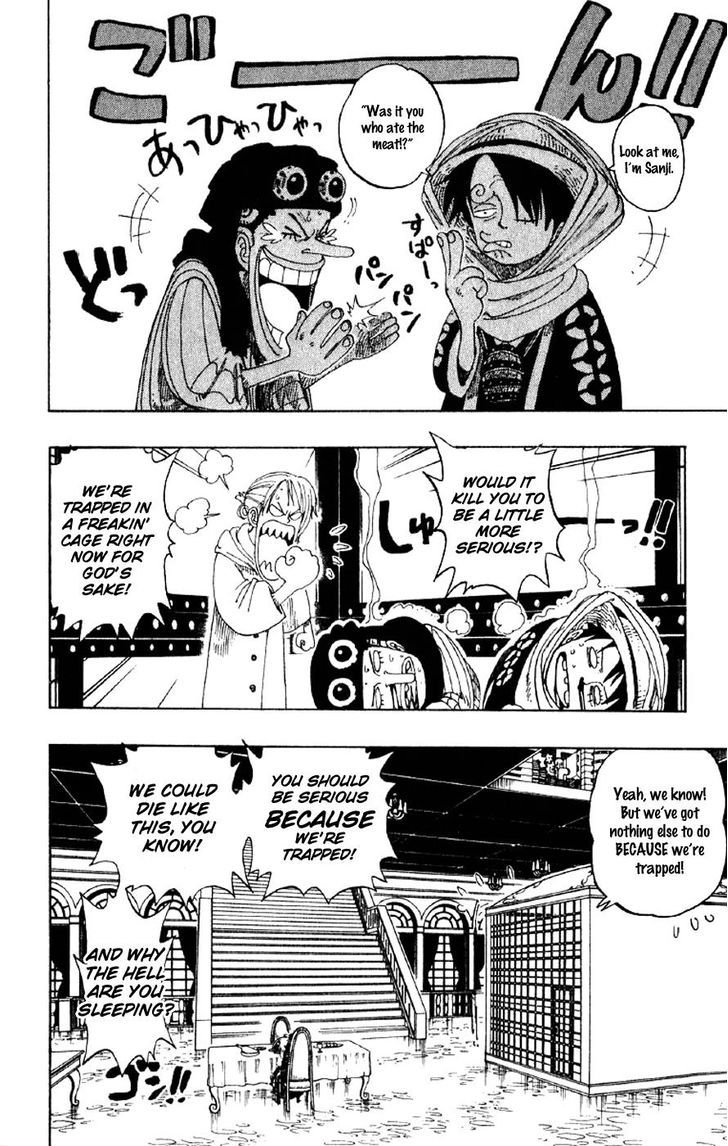 ごーーん!!
Look at me,
I'm Sanji.
"Was it you
who ate the
meat!?"
あっひゃっひゃっ
すぱーっ
パン
パン
どっ
WOULD IT
KILL YOU TO
BE A LITTLE
MORE
SERIOUS!?
しゅーっ!!
WE'RE
TRAPPED IN
A FREAKIN'
CAGE RIGHT
NOW FOR
GOD'S
SAKE!
Yeah, we know!
But we've got
nothing else to do
BECAUSE we're
trapped!
YOU SHOULD
BE SERIOUS
BECAUSE
WE'RE
TRAPPED!
WE COULD
DIE LIKE
THIS, YOU
KNOW!
AND WHY
THE HELL
ARE YOU
SLEEPING?
ゴン!!